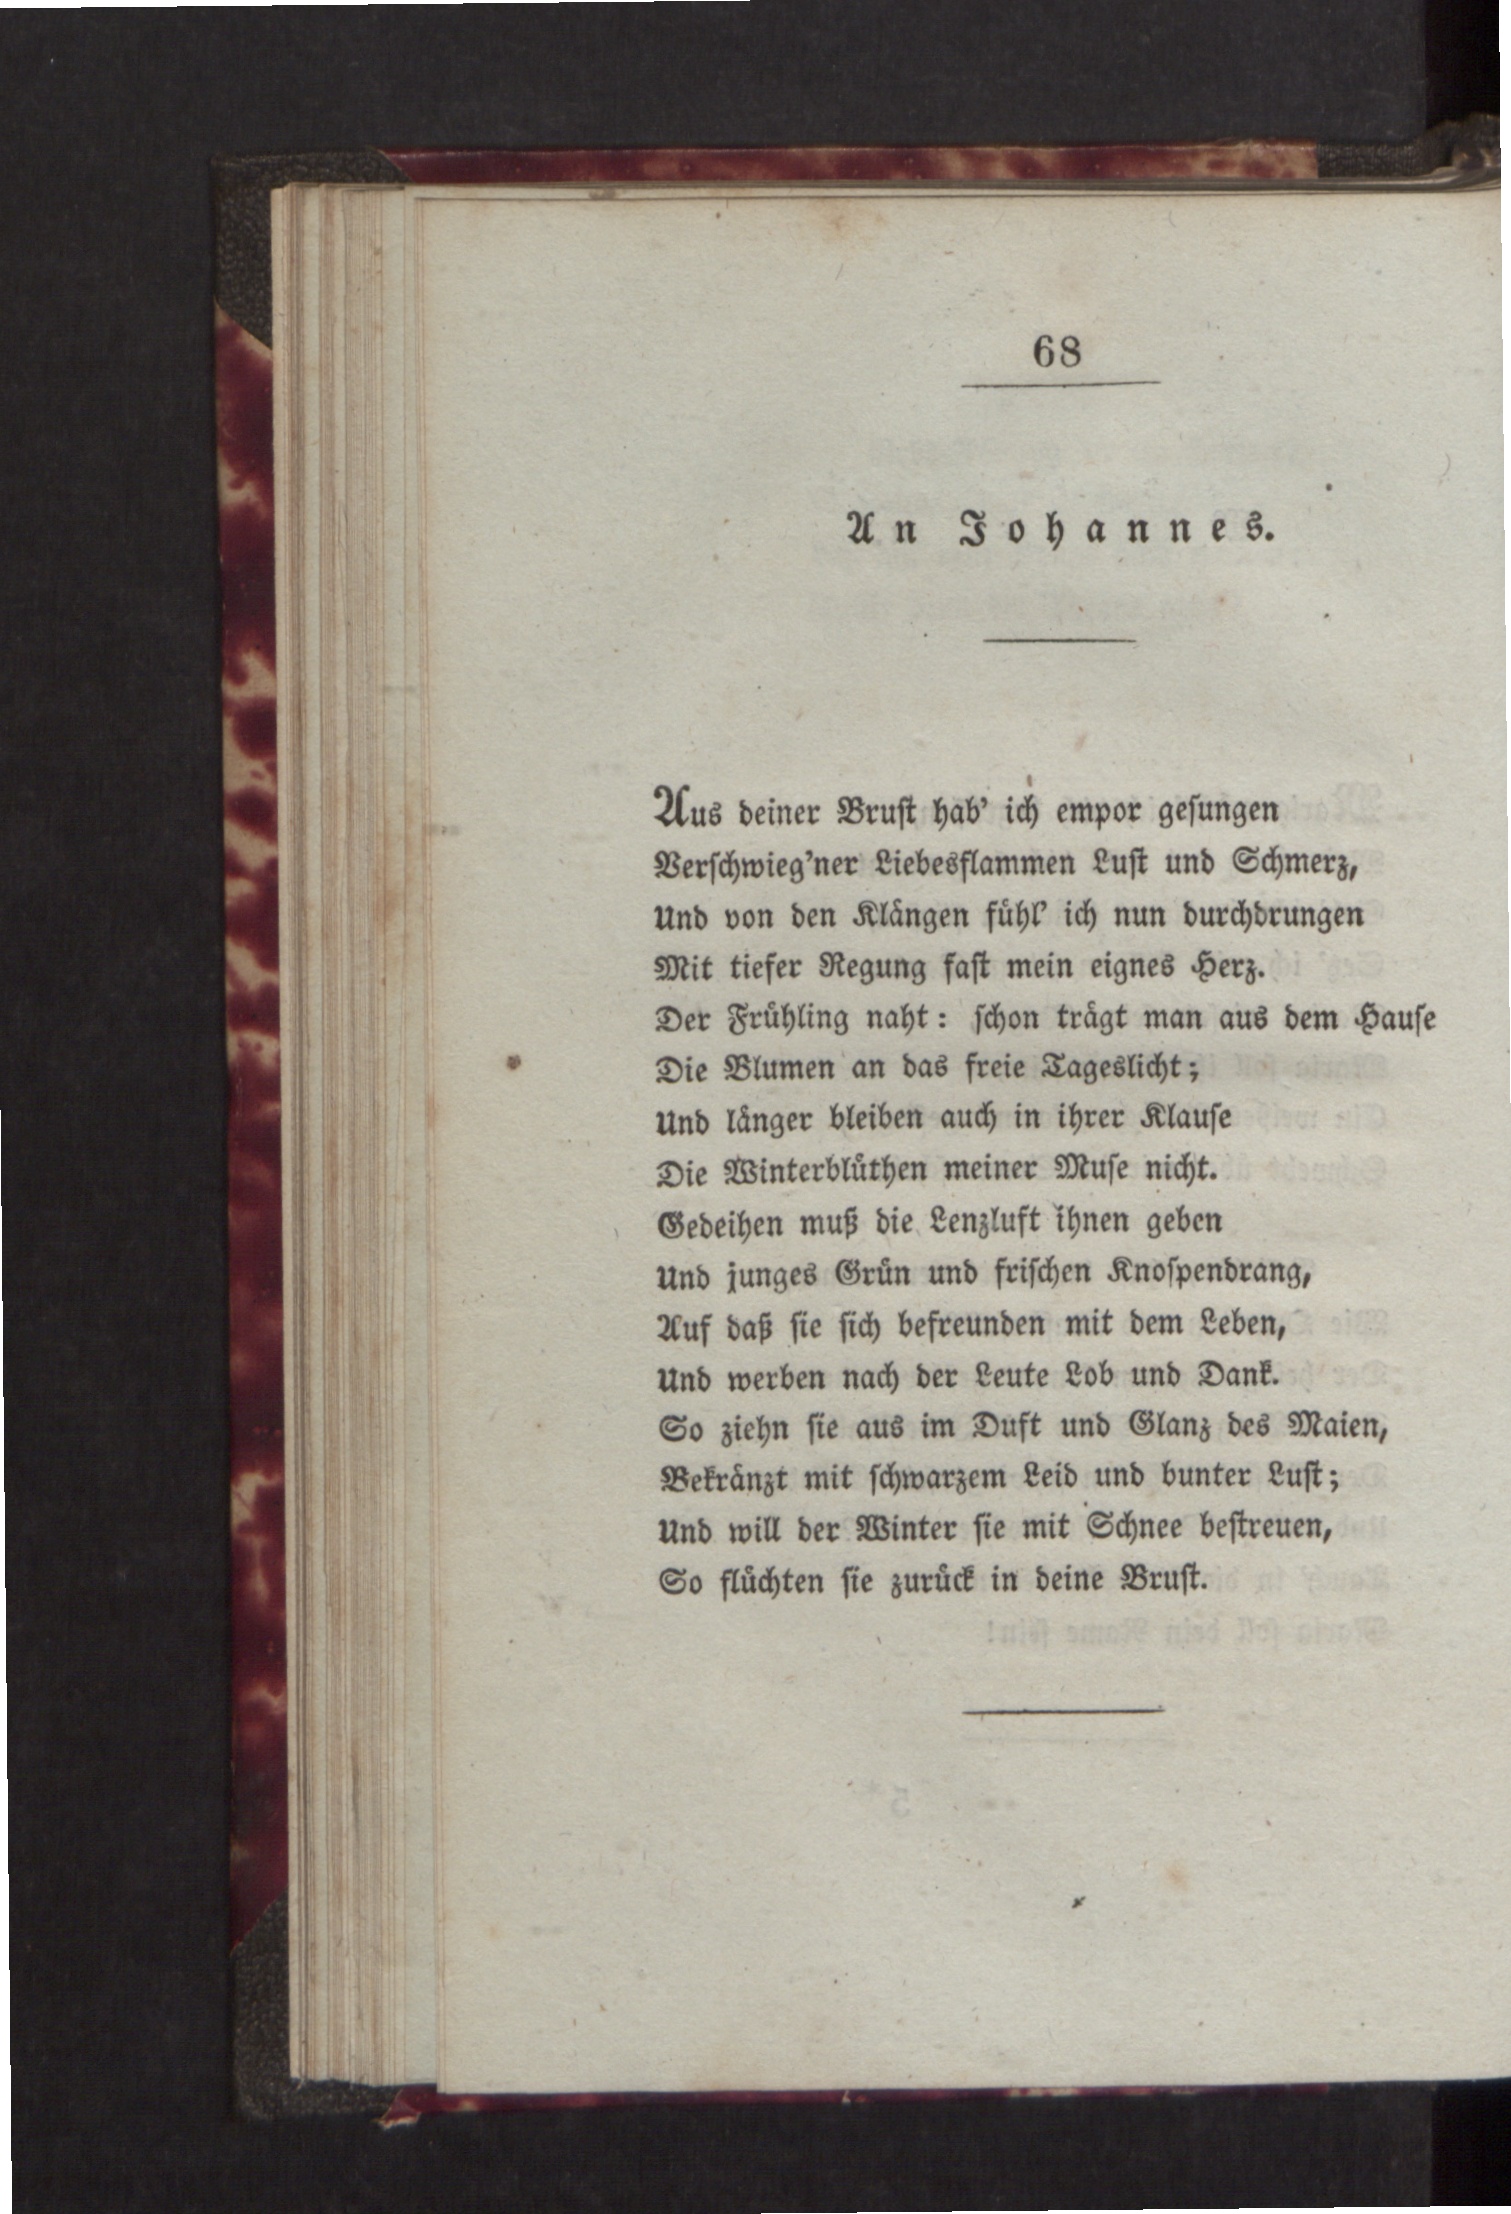 68
An Johannes.
Aus deiner Brust hab' ich empor gesungen
Verschwieg'ner Liebesflammen Lust und Schmerz,
Und von den Klängen fühl' ich nun durchdrungen
Mit tiefer Regung fast mein eignes Herz.
Der Frühling naht: schon trägt man aus dem Hause
Die Blumen an das freie Tageslicht;
Und länger bleiben auch in ihrer Klause
Die Winterblüthen meiner Muse nicht.
Gedeihen muß die Lenzluft ihnen geben
Und junges Grün und frischen Knospendrang,
Auf daß sie sich befreunden mit dem Leben,
Und werben nach der Leute Lob und Dank.
So ziehn sie aus im Duft und Glanz des Maien,
Bekränzt mit schwarzem Leid und bunter Lust;
Und will der Winter sie mit Schnee bestreuen,
So flüchten sie zurück in deine Brust.